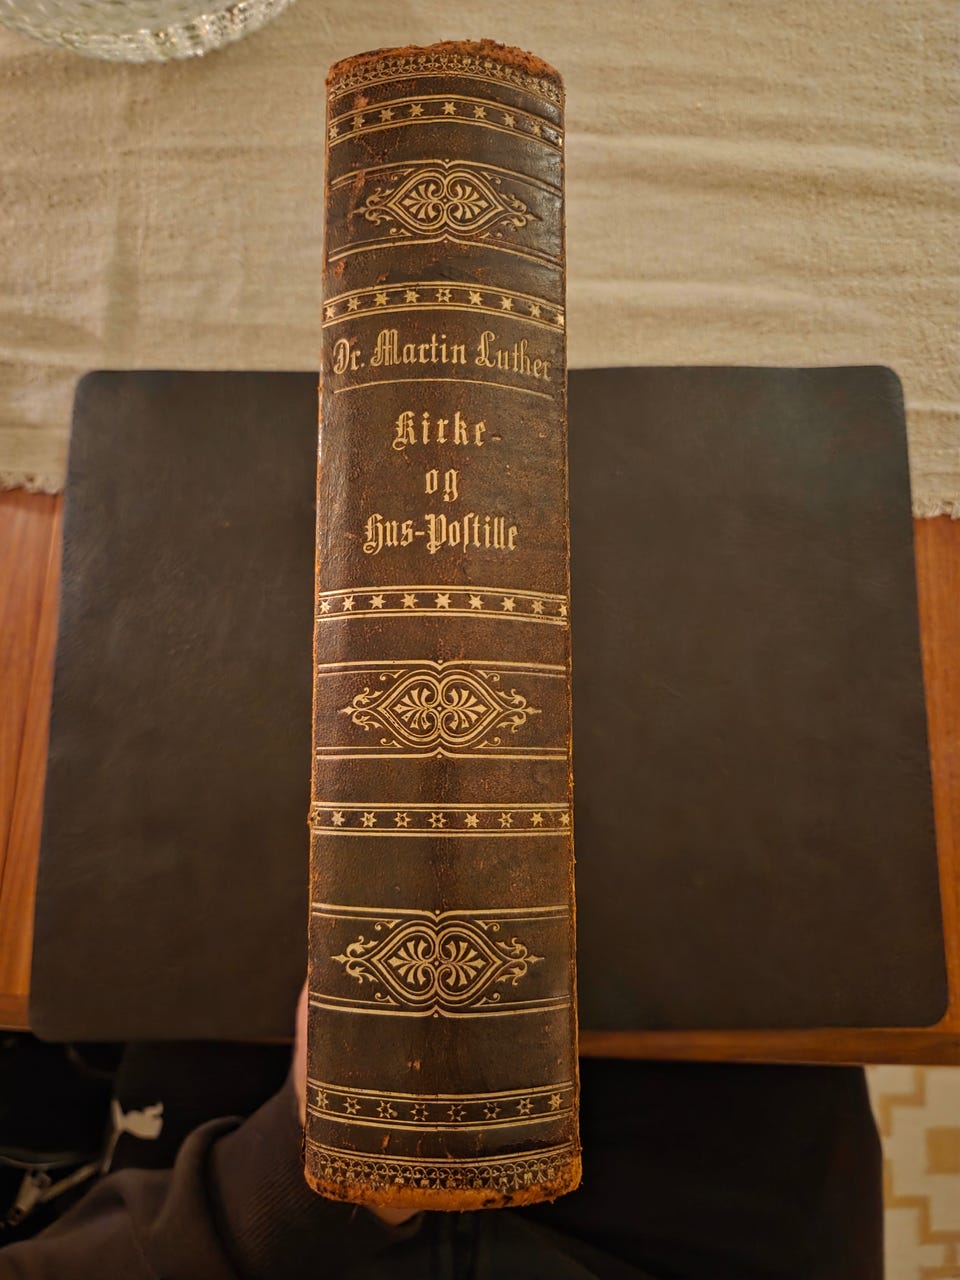 Dr. Martin Luther
Kirke-
og
Hus-Poſtille